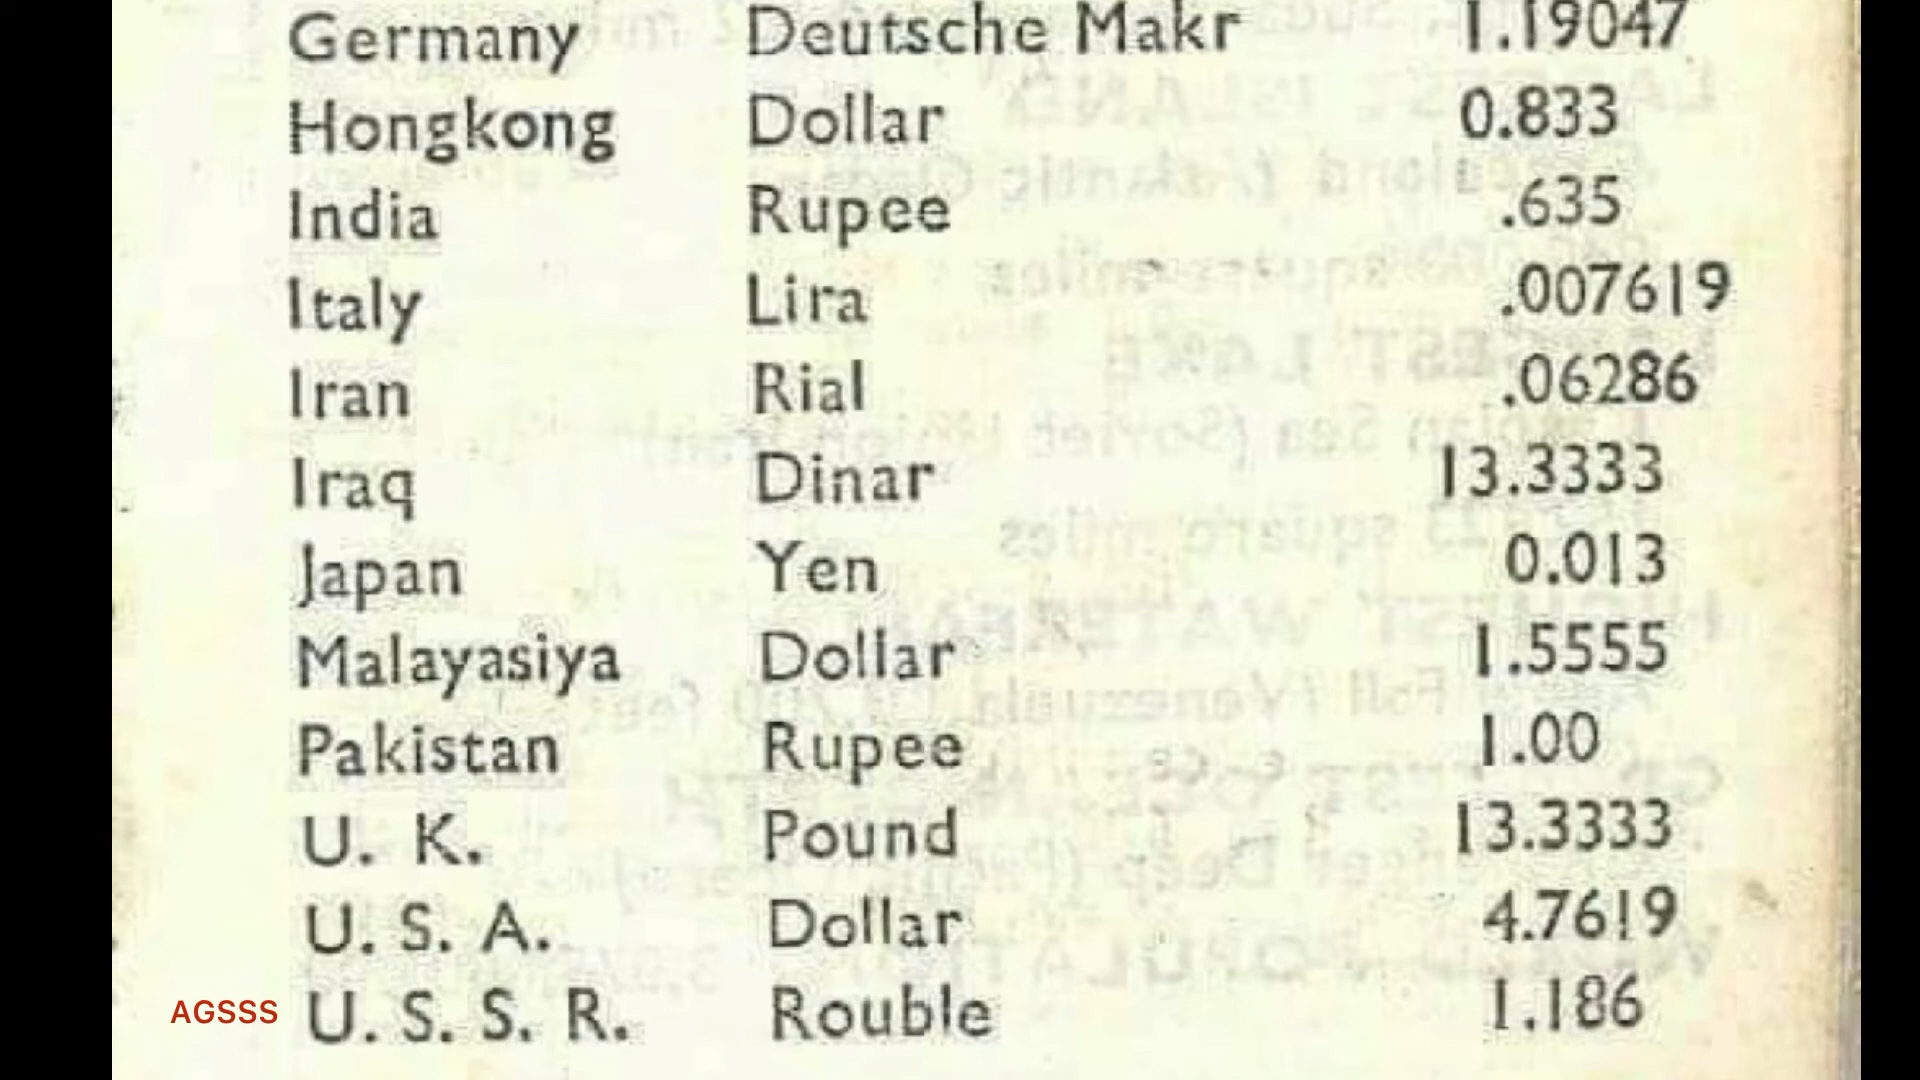 Germany Deutsche Makr 1.19047
Hongkong Dollar 0.833
India Rupee .635
Italy Lira .007619
Iran Rial .06286
Iraq Dinar 13.3333
Japan Yen 0.013
Malayasiya Dollar 1.5555
Pakistan Rupee 1.00
U. K. Pound 13.3333
U. S. A. Dollar 4.76!9
AGSSS U. S. S. R. Rouble 1.186